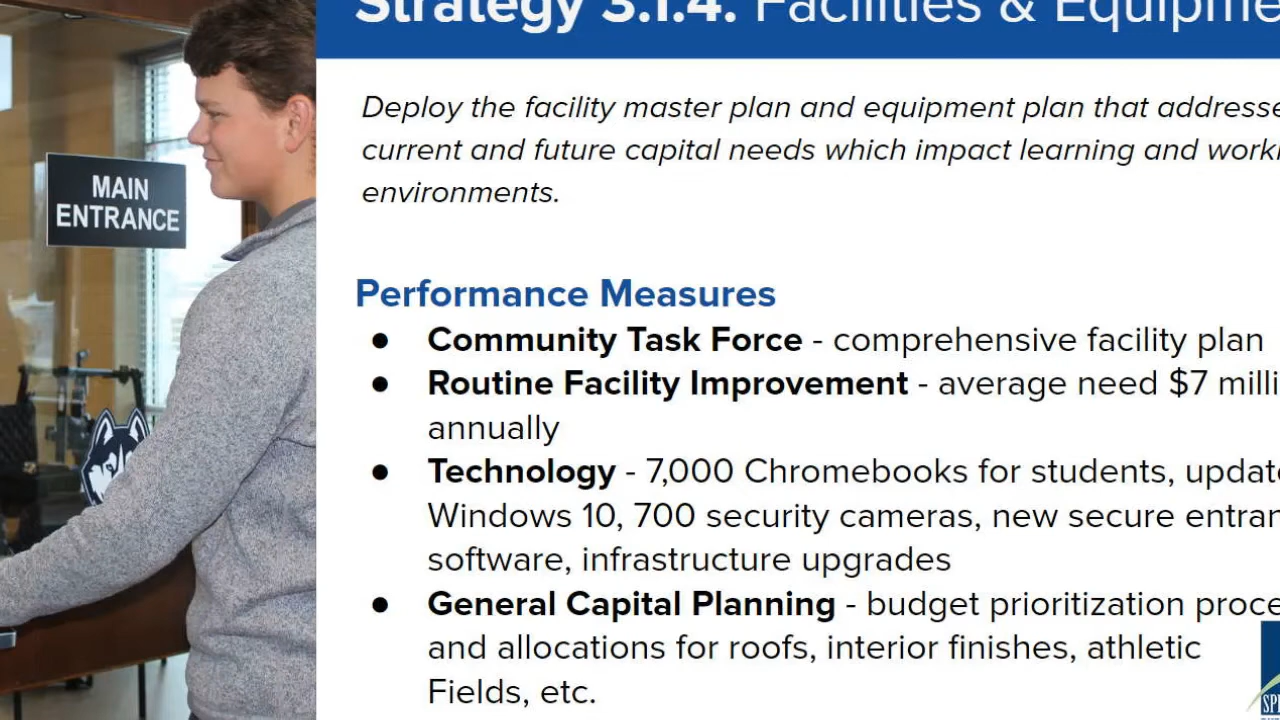 Strategy 3.1.4. Facilities & Equipme
Deploy the facility master plan and equipment plan that addresse
current and future capital needs which impact learning and worki
environments.
MAIN
ENTRANCE
Performance Measures
● Community Task Force - comprehensive facility plan
● Routine Facility Improvement - average need $7 milli
annually
● Technology - 7,000 Chromebooks for students, update
Windows 10, 700 security cameras, new secure entran
software, infrastructure upgrades
● General Capital Planning - budget prioritization proce
and allocations for roofs, interior finishes, athletic
Fields, etc.